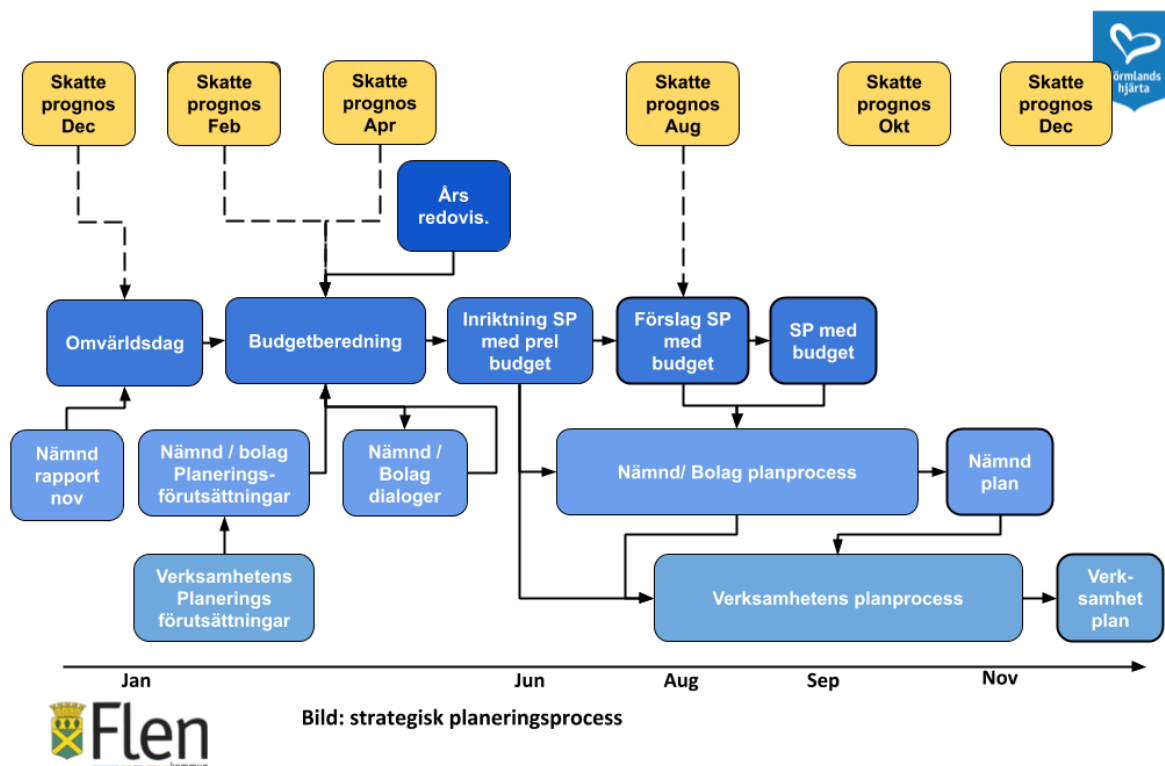 Skatte
prognos
Dec
Skatte
prognos
Feb
Skatte
prognos
Apr
Skatte
prognos
Aug
Skatte
prognos
Okt
Skatte
prognos
Dec
hjärta
Års
redovis.
Omvärldsdag
Budgetberedning
Inriktning SP
med prel
budget
Förslag SP
med
budget
SP med
budget
Nämnd
rapport
nov
Nämnd / bolag
Planerings-
förutsättningar
Nämnd /
Bolag
dialoger
Nämnd/ Bolag planprocess
Nämnd
plan
Verksamhetens
Planerings
förutsättningar
Verksamhetens planprocess
Verk-
samhet
plan
Jan
Jun
Aug
Sep
Nov
Flen
Bild: strategisk planeringsprocess